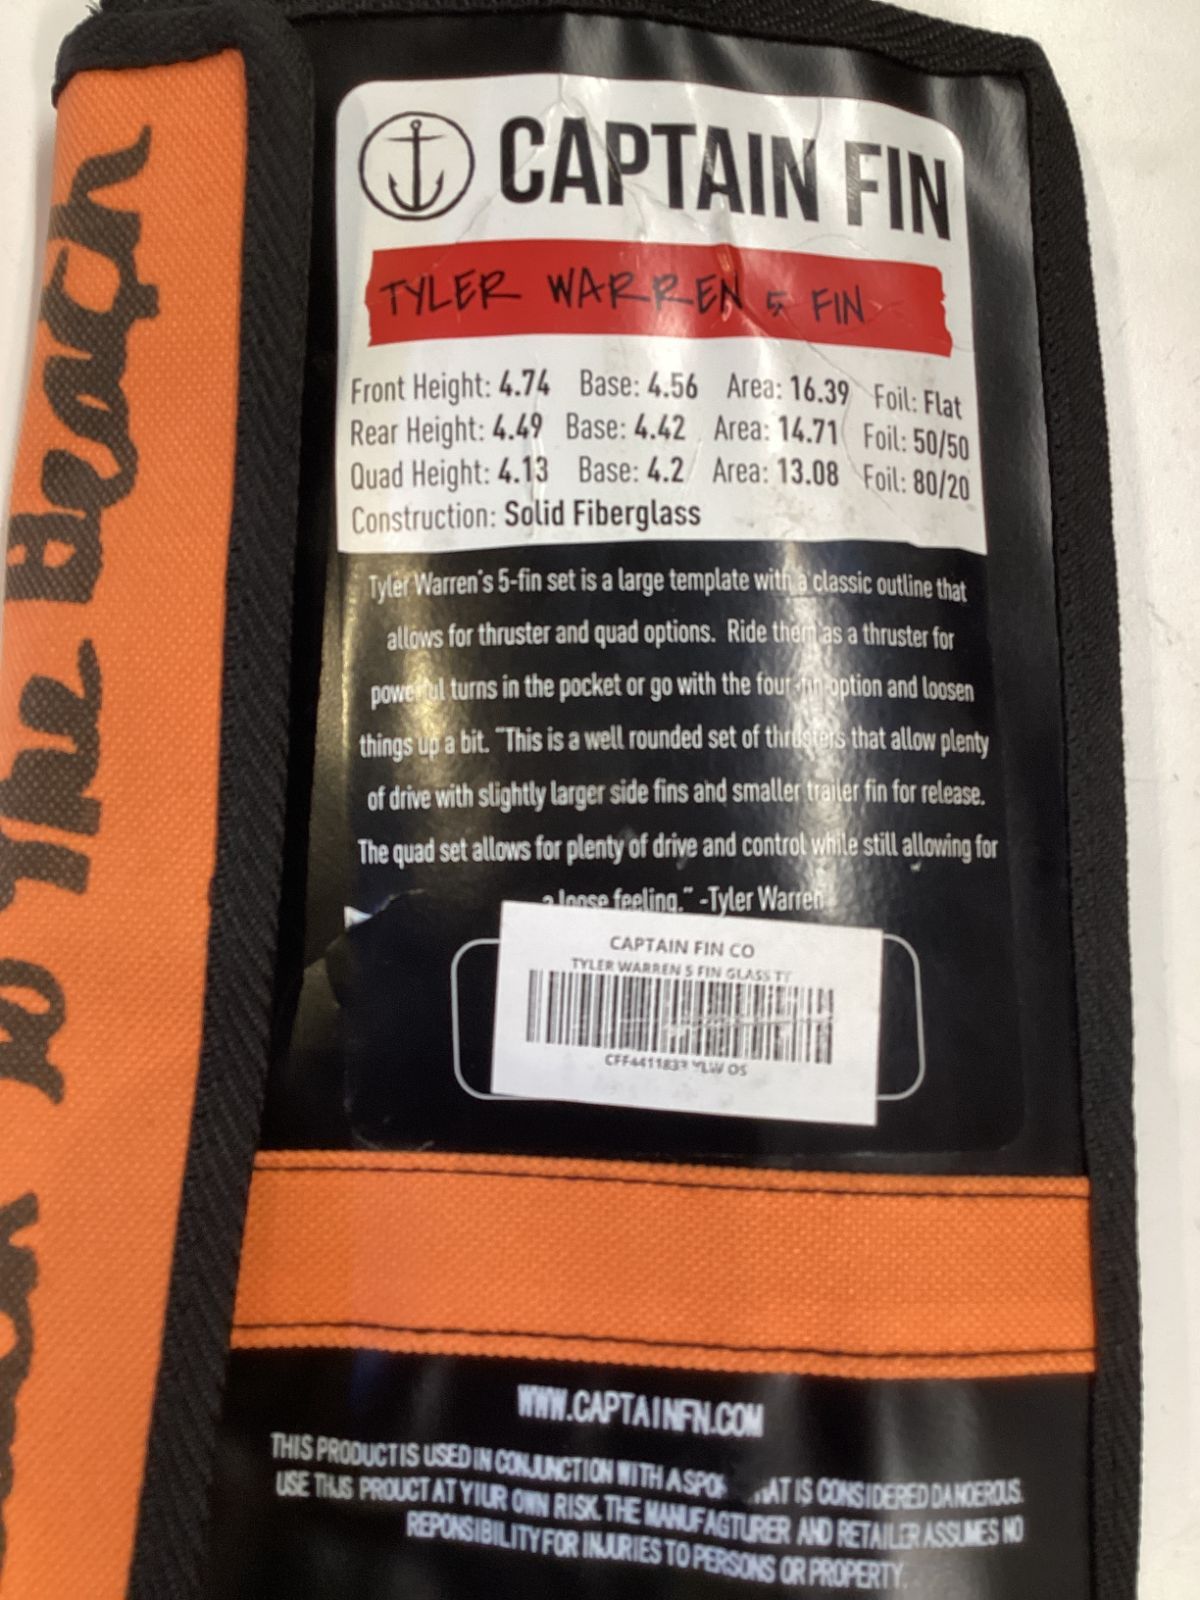 CAPTAIN FIN
TYLER WARREN 5 FIN
Front Height: 4.74 Base: 4.56 Area: 16.39 Foil: Flat
Rear Height: 4.49 Base: 4.42 Area: 14.71 Foil: 50/50
Quad Height: 4.13 Base: 4.2 Area: 13.08 Foil: 80/20
Construction: Solid Fiberglass
Tyler Warren's 5-fin set is a large template with a classic outline that
allows for thruster and quad options. Ride them as a thruster for
powerful turns in the pocket or go with the four fin option and loosen
things up a bit. "This is a well rounded set of thrusters that allow plenty
of drive with slightly larger side fins and smaller trailer fin for release.
The quad set allows for plenty of drive and control while still allowing for
a loose feeling." -Tyler Warren
CAPTAIN FIN CO
TYLER WARREN 5 FIN GLASS TY
YLW OS
WWW.CAPTAINFN.COM
THIS PRODUCT IS USED IN CONJUNCTION WITH A IS CONSIDERED DANGEROUS.
USE THJS PROUCT AT YIUR OWN RISK. THE MANUFAGTURER AND RETAILER ASSUMES NO
REPONSIBILITY FOR INJURIES TO PERSONS OR PROPERTY.
to The Beach